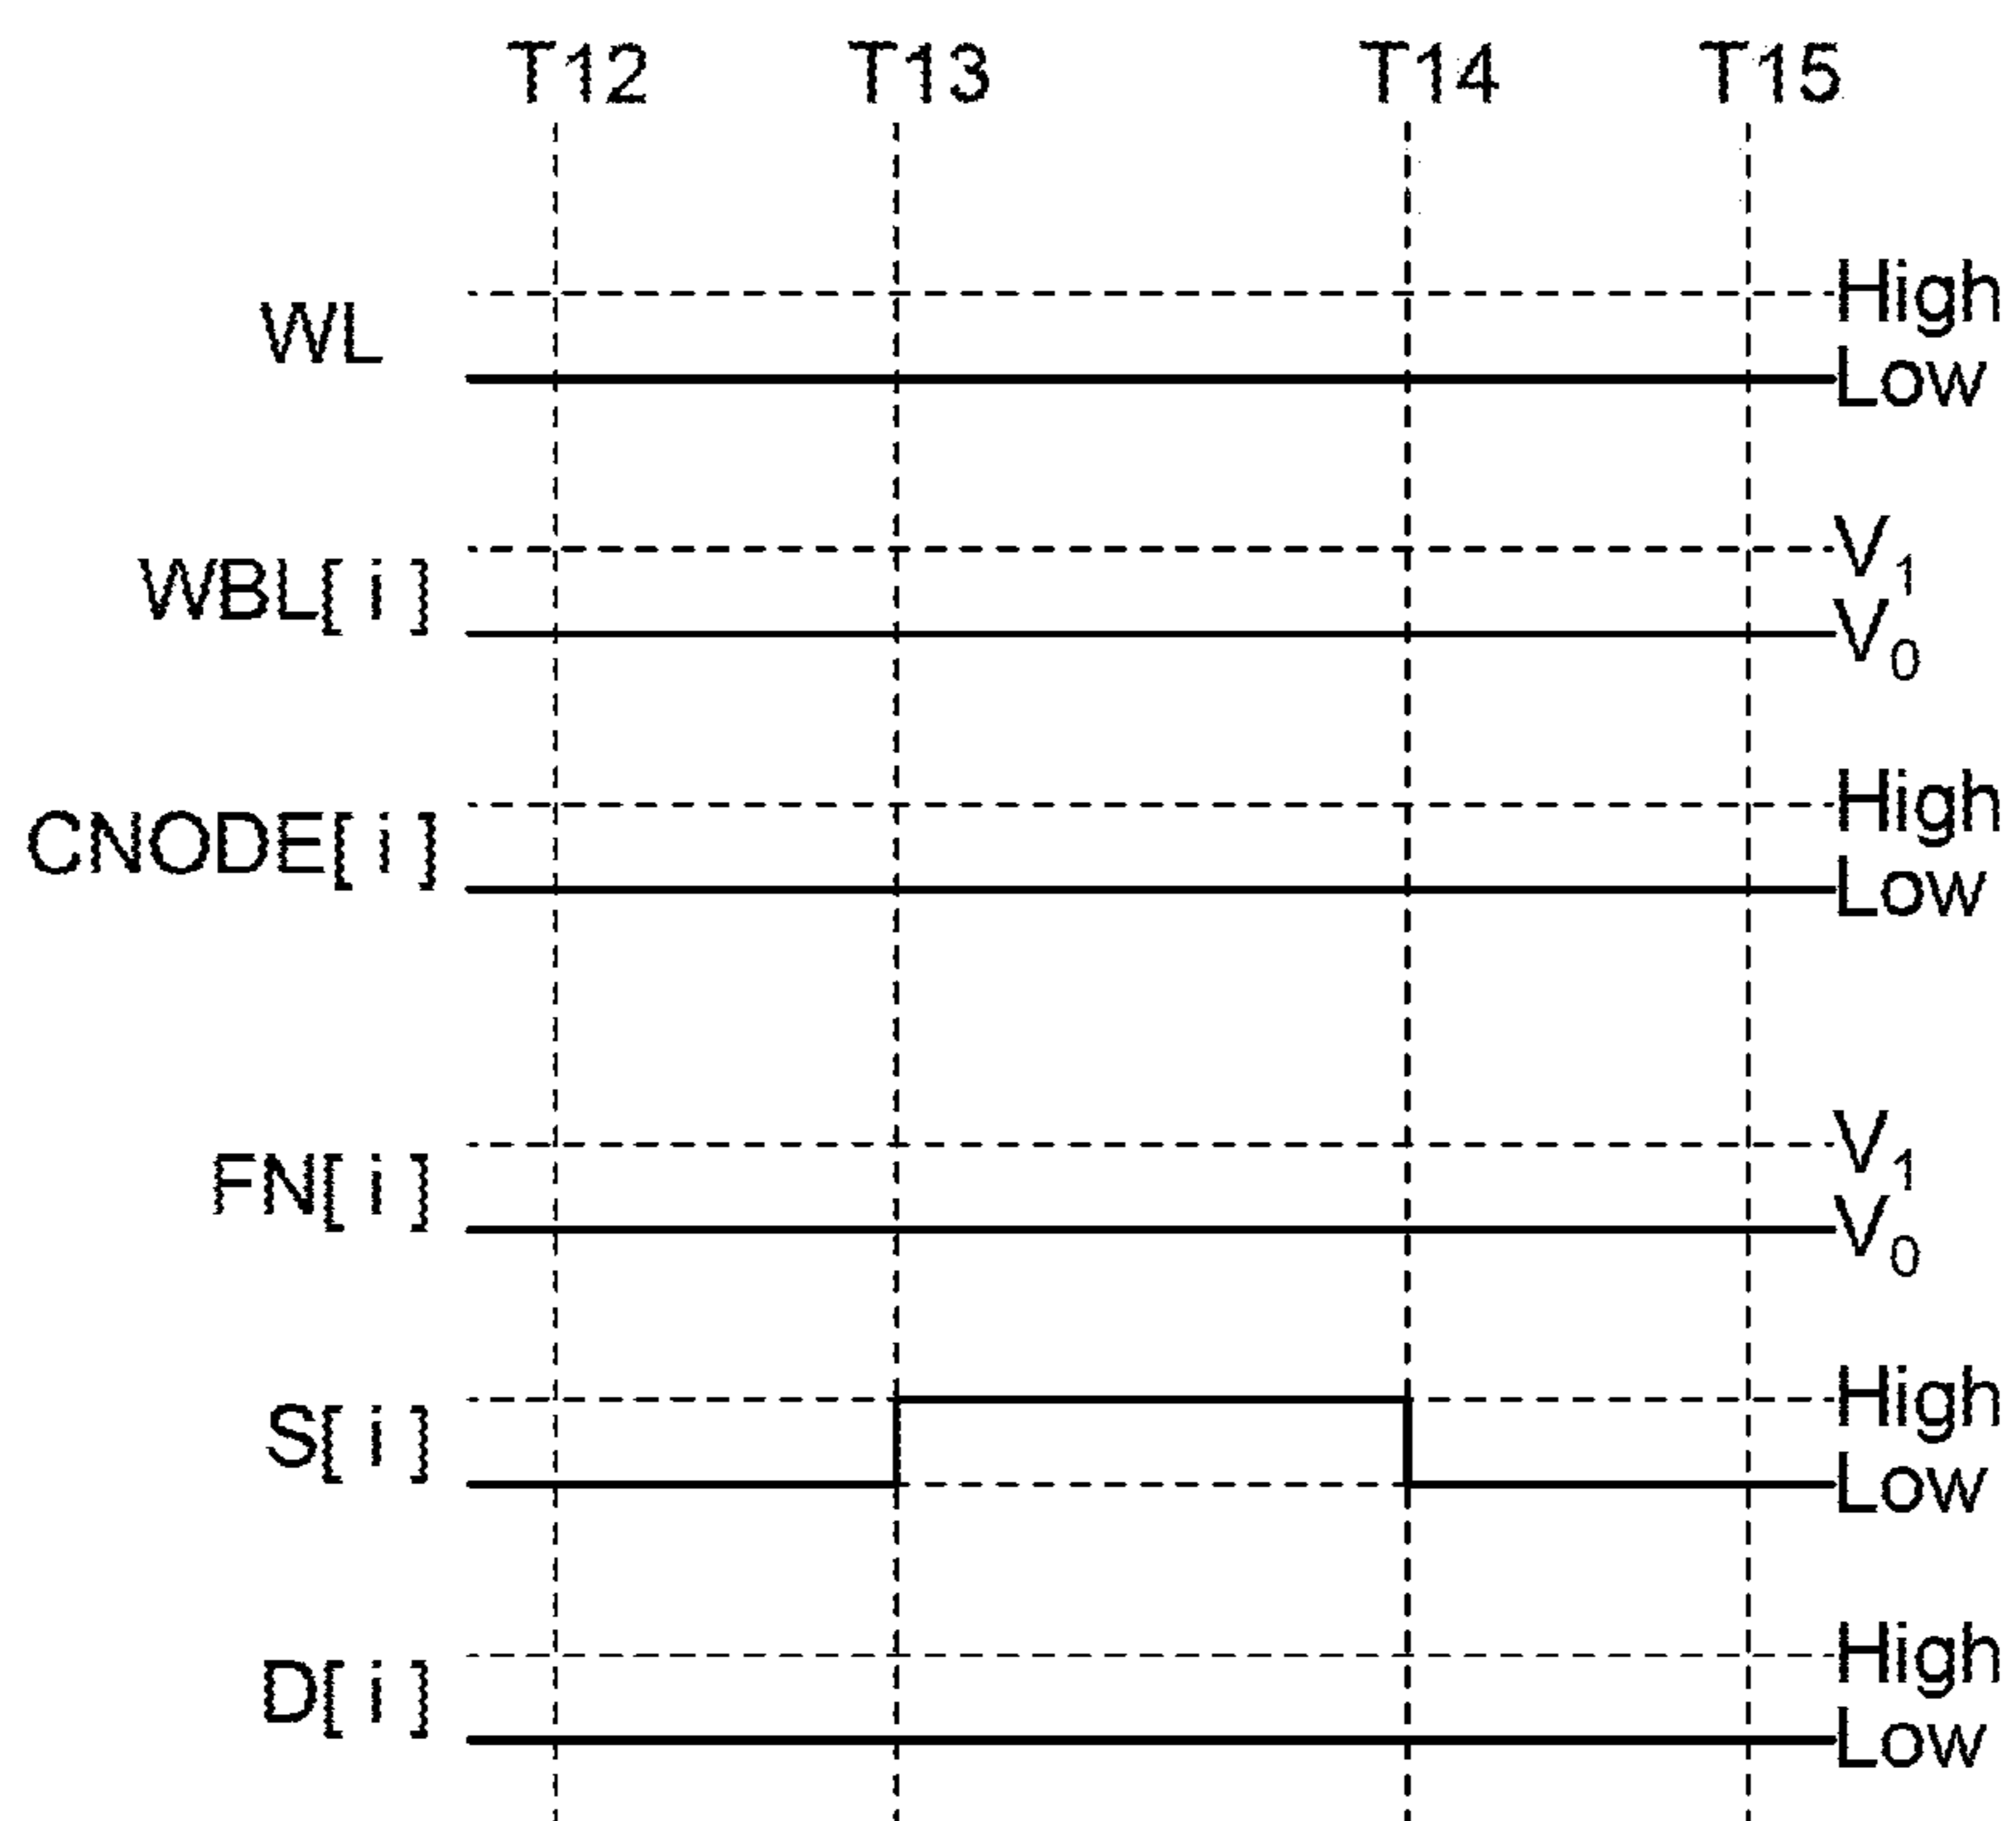 T12 T13 T14 T15
WL High
Low
WBL[ i ] V1
V0
CNODE[ i ] High
Low
FN[ i ] V1
V0
S[ i ] High
Low
D[ i ] High
Low